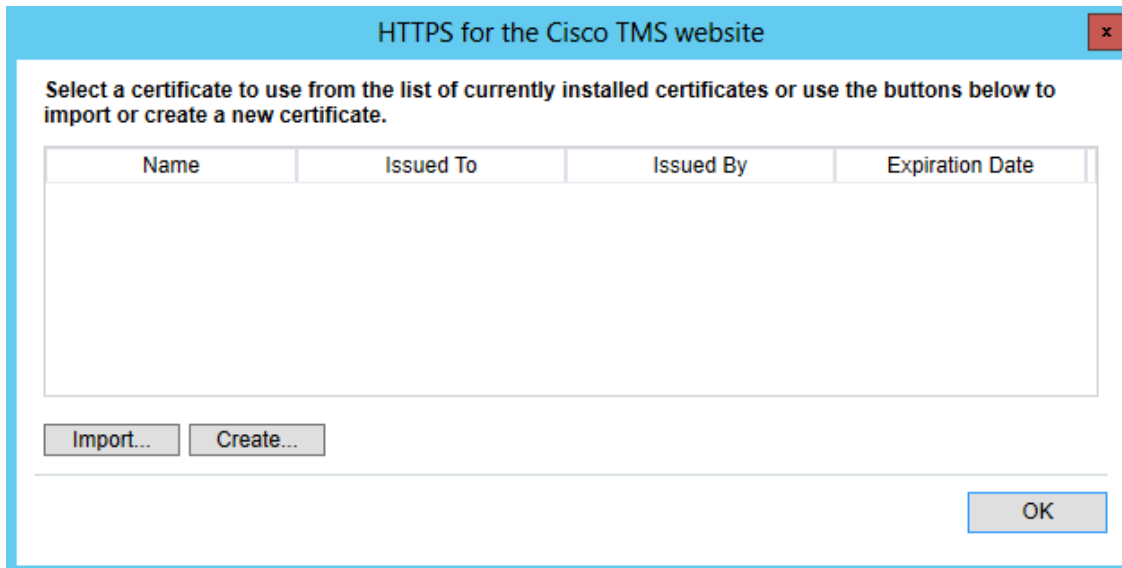 HTTPS for the Cisco TMS website
x
Select a certificate to use from the list of currently installed certificates or use the buttons below to
import or create a new certificate.
Name Issued To Issued By Expiration Date
Import... Create...
OK